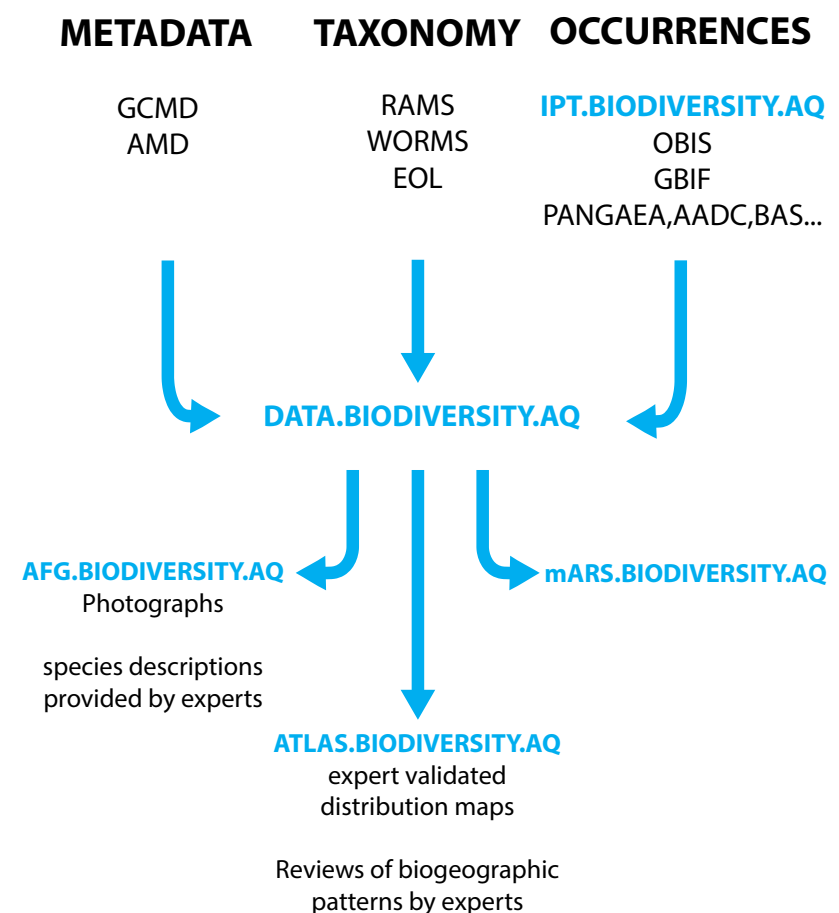 METADATA
GCMD
AMD
TAXONOMY
RAMS
WORMS
EOL
OCCURRENCES
IPT.BIODIVERSITY.AQ
OBIS
GBIF
PANGAEA,AADC,BAS...
DATA.BIODIVERSITY.AQ
AFG.BIODIVERSITY.AQ
Photographs
species descriptions
provided by experts
mARS.BIODIVERSITY.AQ
ATLAS.BIODIVERSITY.AQ
expert validated
distribution maps
Reviews of biogeographic
patterns by experts